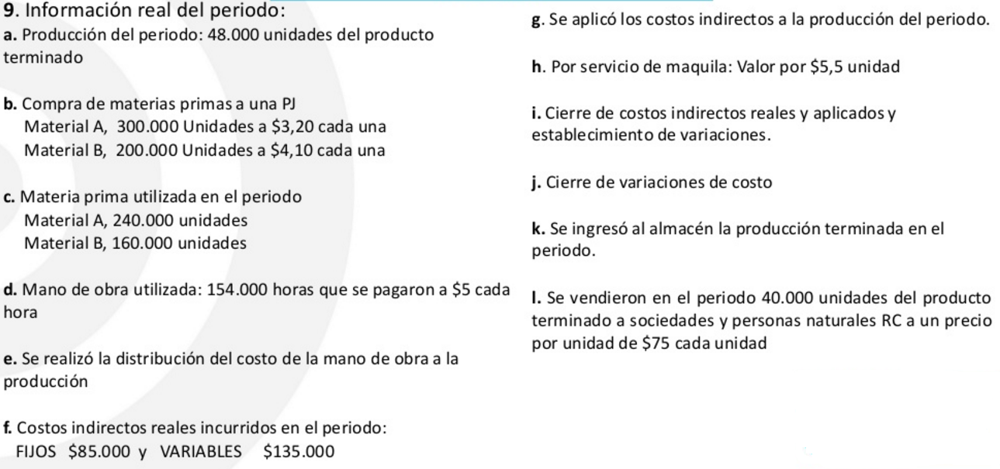 9. Información real del periodo:
a. Producción del periodo: 48.000 unidades del producto
terminado
b. Compra de materias primas a una PJ
Material A, 300.000 Unidades a $3,20 cada una
Material B, 200.000 Unidades a $4,10 cada una
c. Materia prima utilizada en el periodo
Material A, 240.000 unidades
Material B, 160.000 unidades
d. Mano de obra utilizada: 154.000 horas que se pagaron a $5 cada
hora
e. Se realizó la distribución del costo de la mano de obra a la
producción
f. Costos indirectos reales incurridos en el periodo:
FIJOS $85.000 y VARIABLES $135.000
g. Se aplicó los costos indirectos a la producción del periodo.
h. Por servicio de maquila: Valor por $5,5 unidad
i. Cierre de costos indirectos reales y aplicados y
establecimiento de variaciones.
j. Cierre de variaciones de costo
k. Se ingresó al almacén la producción terminada en el
periodo.
l. Se vendieron en el periodo 40.000 unidades del producto
terminado a sociedades y personas naturales RC a un precio
por unidad de $75 cada unidad